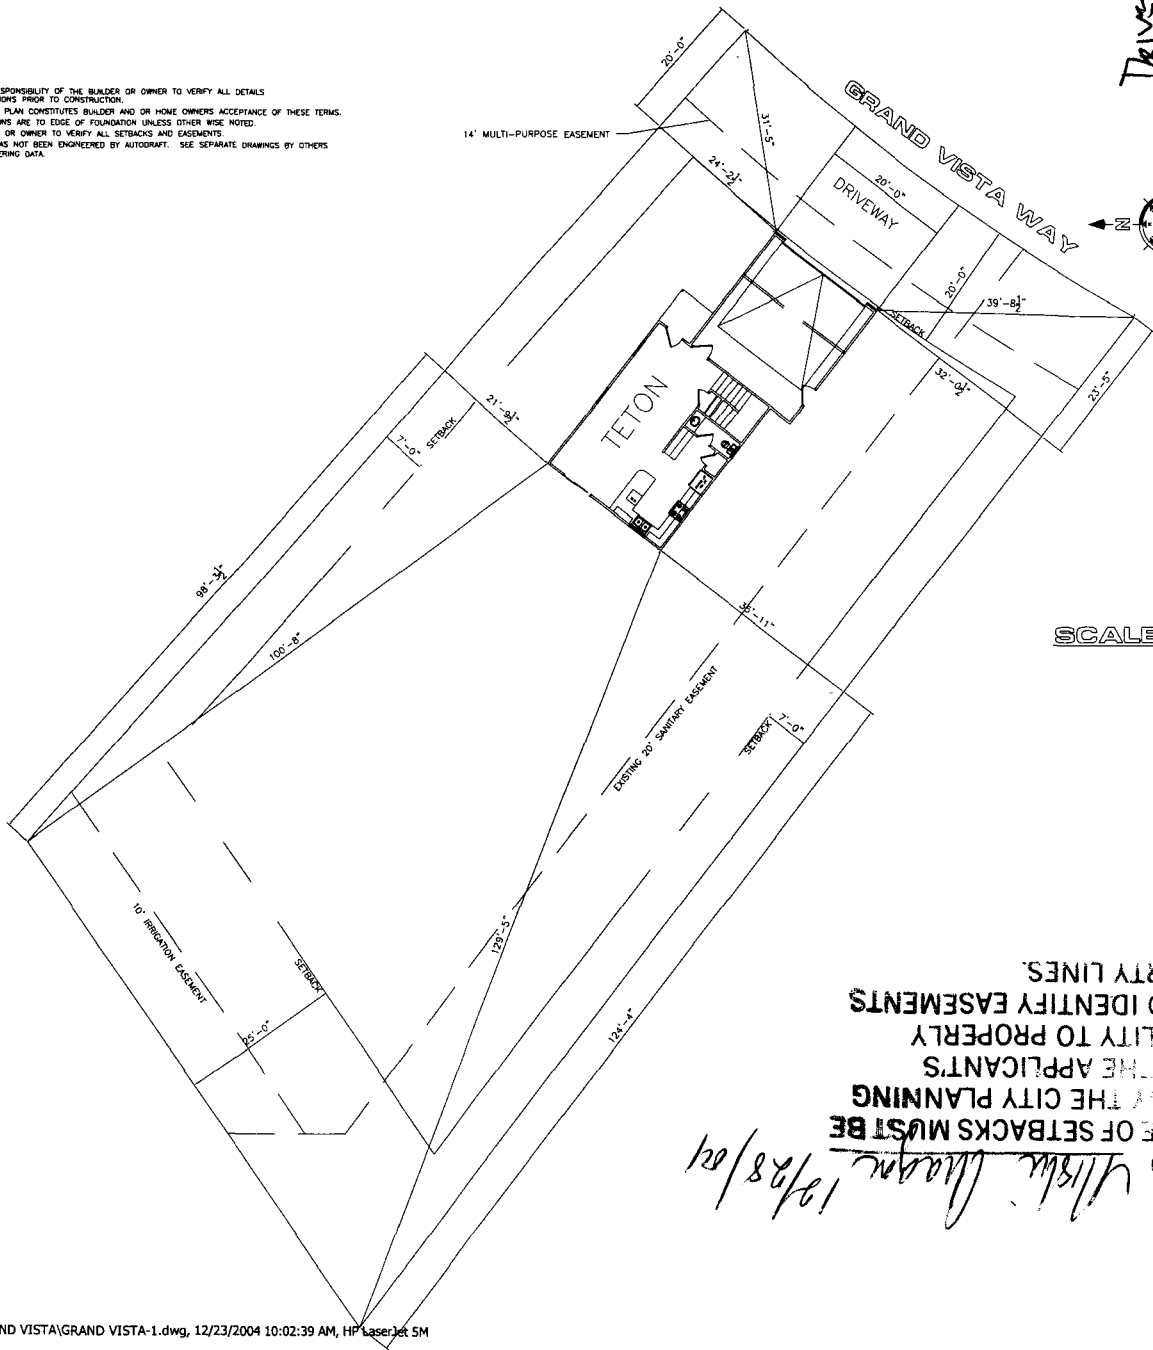 SPONSIBILITY OF THE BUILDER OR OWNER TO VERIFY ALL DETAILS
ONS PRIOR TO CONSTRUCTION.
PLAN CONSTITUTES BUILDER AND OR HOME OWNERS ACCEPTANCE OF THESE TERMS.
NS ARE TO EDGE OF FOUNDATION UNLESS OTHER WISE NOTED.
OR OWNER TO VERIFY ALL SETBACKS AND EASEMENTS.
AS NOT BEEN ENGINEERED BY AUTODRAFT. SEE SEPARATE DRAWINGS BY OTHERS
ERING DATA.
20'-0"
14' MULTI-PURPOSE EASEMENT
31'-5"
24'-2½"
GRAND VISTA WAY
20'-0"
DRIVEWAY
N
20'-0"
39'-8½"
SETBACK
32'-0½"
23'-5"
TETON
21'-9½"
7'-0"
SETBACK
98'-3½"
100'-8"
35'-11"
SCALE
EXISTING 20' SANITARY EASEMENT
SETBACK
7'-0"
129'-5"
124'-4"
10' IRRIGATION EASEMENT
SETBACK
25'-0"
12/28/04
E OF SETBACKS MUST BE
Y THE CITY PLANNING
THE APPLICANT'S
LITY TO PROPERLY
D IDENTIFY EASEMENTS
RTY LINES.
ND VISTA\GRAND VISTA-1.dwg, 12/23/2004 10:02:39 AM, HP LaserJet 5M